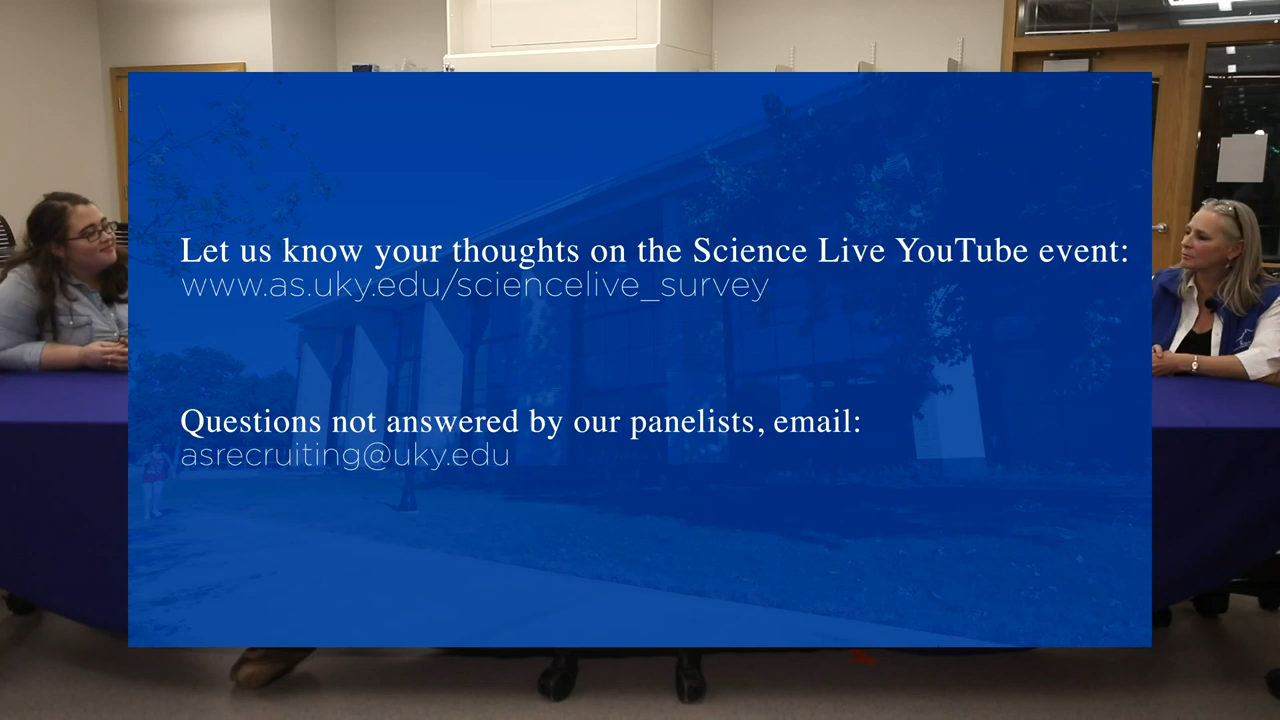 Let us know your thoughts on the Science Live YouTube event:
www.as.uky.edu/sciencelive_survey
Questions not answered by our panelists, email:
asrecruiting@uky.edu